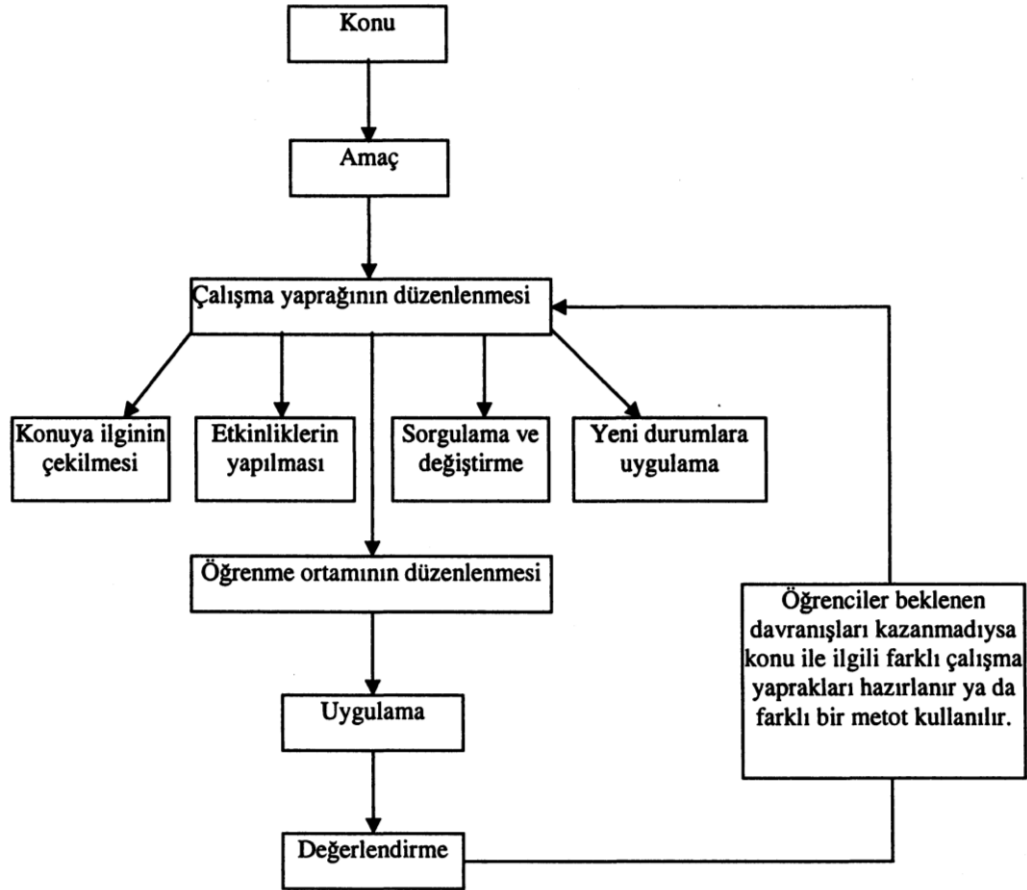 Konu
Amaç
Çalışma yaprağının düzenlenmesi
Konuya ilginin
çekilmesi
Etkinliklerin
yapılması
Sorgulama ve
değiştirme
Yeni durumlara
uygulama
Öğrenme ortamının düzenlenmesi
Öğrenciler beklenen
davranışları kazanmadıysa
konu ile ilgili farklı çalışma
yaprakları hazırlanır ya da
farklı bir metot kullanılır.
Uygulama
Değerlendirme